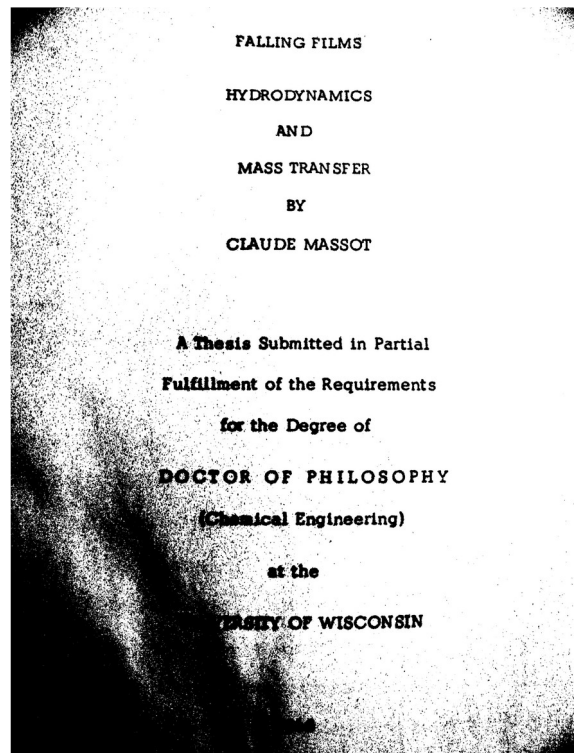 FALLING FILMS
HYDRODYNAMICS
AND
MASS TRANSFER
BY
CLAUDE MASSOT
A Thesis Submitted in Partial
Fulfillment of the Requirements
for the Degree of
DOCTOR OF PHILOSOPHY
(Chemical Engineering)
at the
OF WISCONSIN